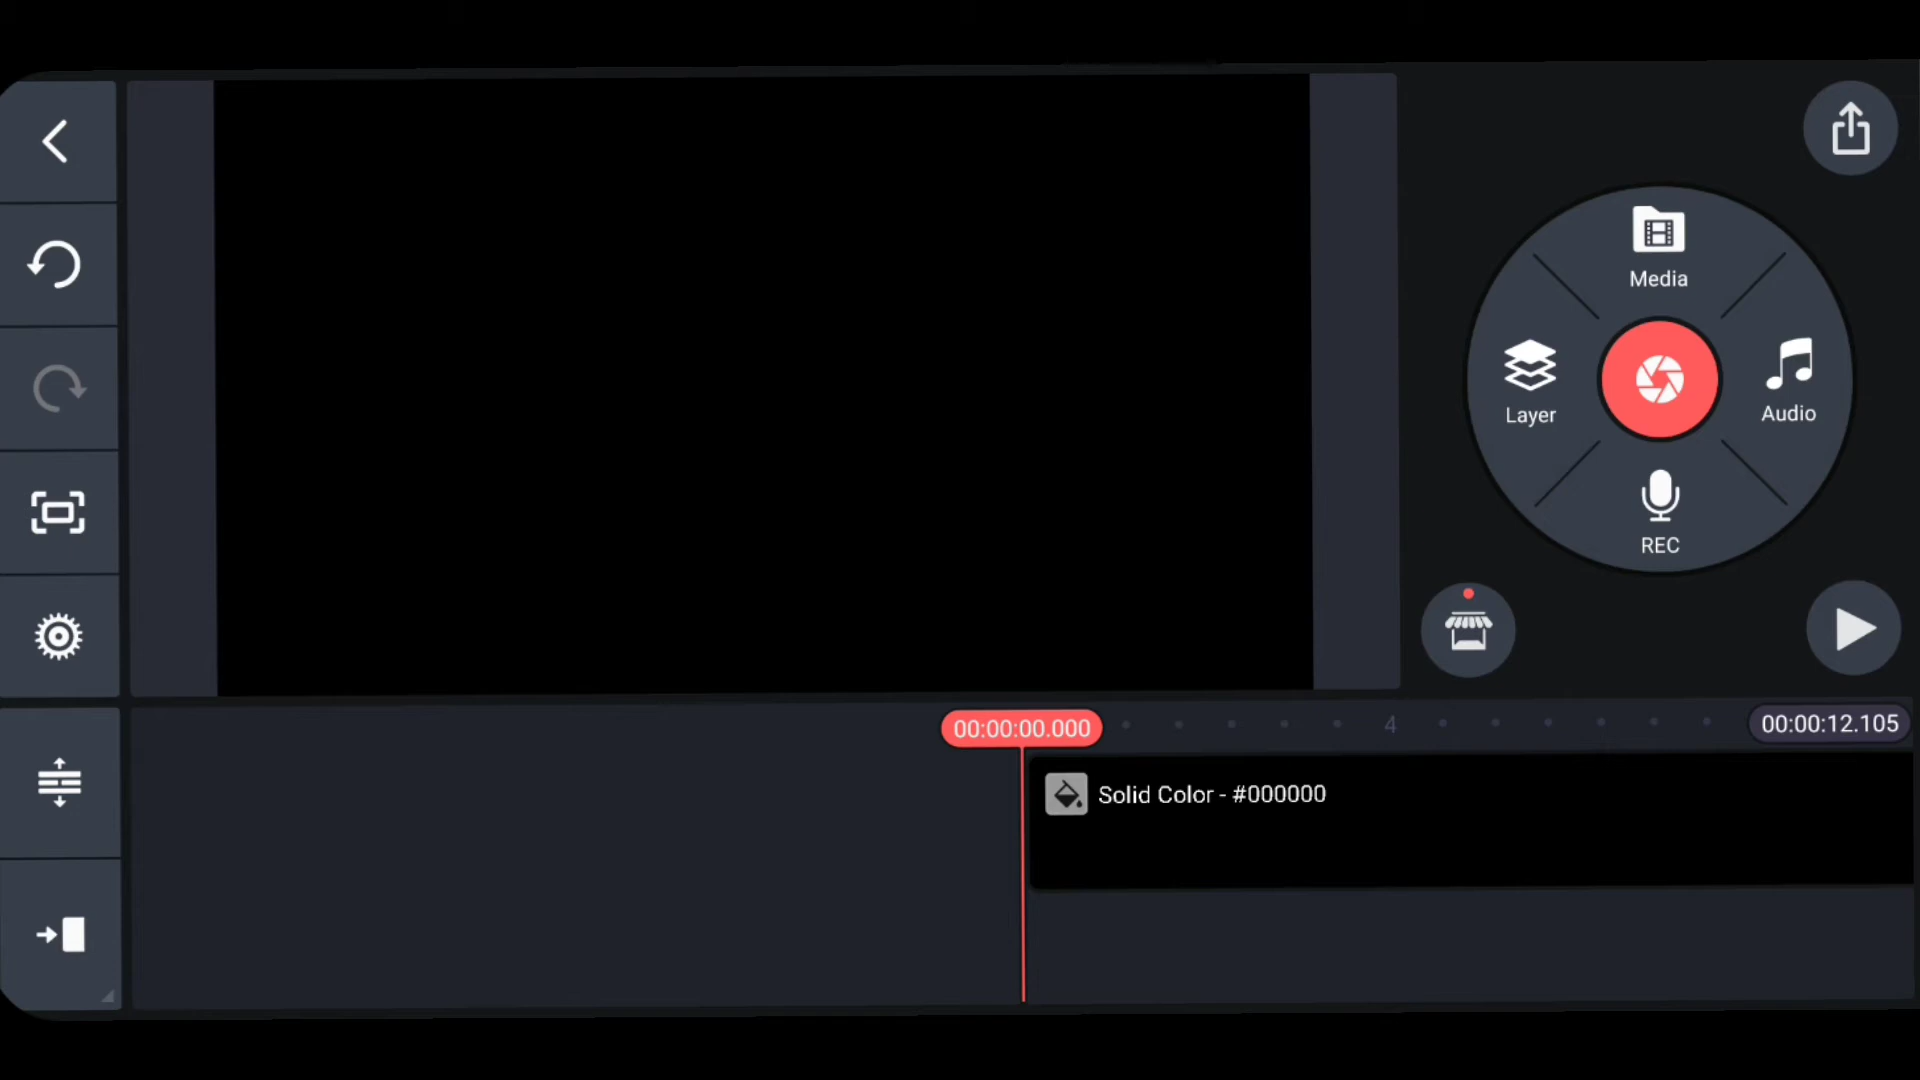 Media
Layer
Audio
REC
00:00:00.000
4
00:00:12.105
Solid Color - #000000